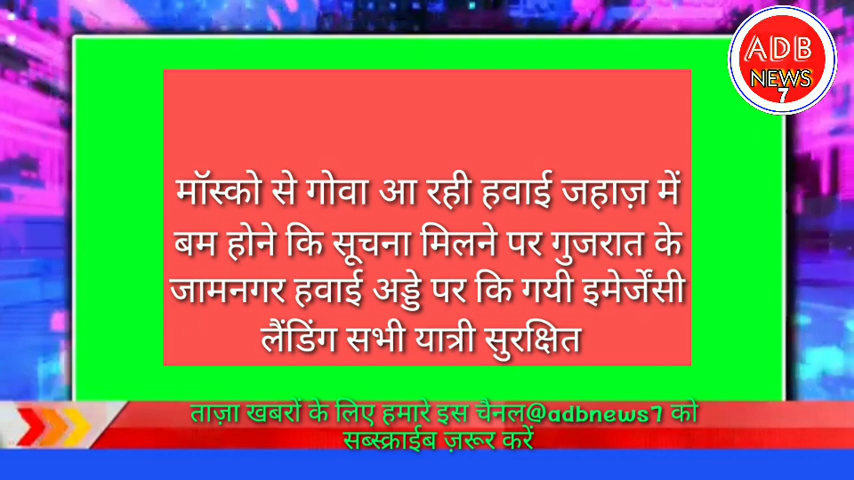 ADB
NEWS
7
मॉस्को से गोवा आ रही हवाई जहाज़ में
बम होने कि सूचना मिलने पर गुजरात के
जामनगर हवाई अड्डे पर कि गयी इमेर्जेंसी
लैंडिंग सभी यात्री सुरक्षित
ताज़ा खबरों के लिए हमारे इस चैनल@adbnews7 को
सब्स्क्राईब ज़रूर करें